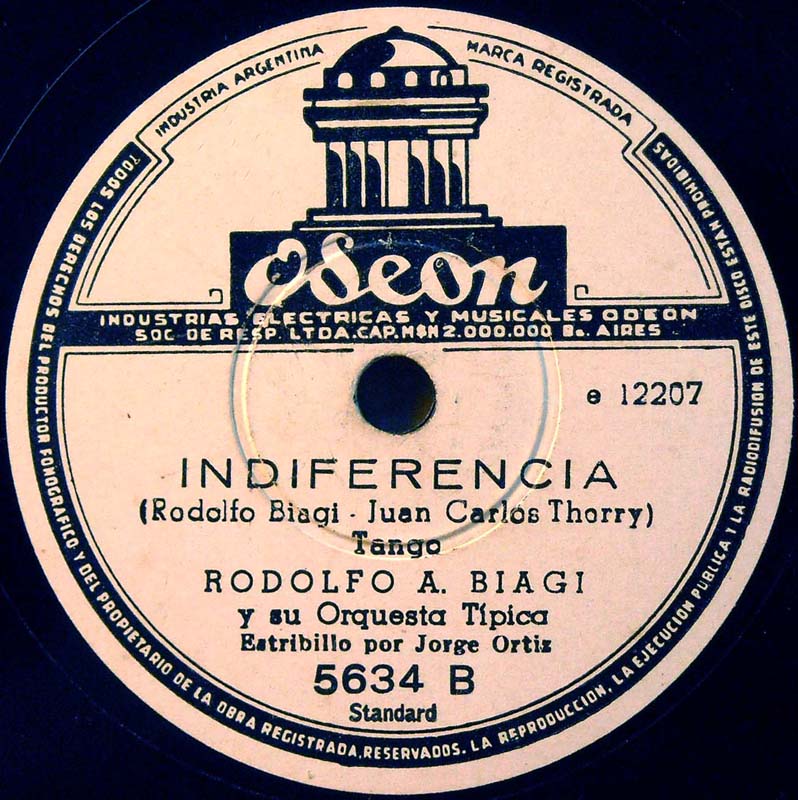 INDUSTRIA ARGENTINA
MARCA REGISTRADA
TODOS LOS DERECHOS DEL PRODUCTOR FONOGRAFICO Y DEL PROPIETARIO DE LA OBRA REGISTRADA, RESERVADOS. LA REPRODUCCION, LA EJECUCION PUBLICA Y LA RADIODIFUSION DE ESTE DISCO ESTAN PROHIBIDAS
Odeon
INDUSTRIAS ELECTRICAS Y MUSICALES ODEON
SOC DE RESP. LTDA. CAP. M$N 2.000.000 Bs. AIRES
e 12207
INDIFERENCIA
(Rodolfo Biagi - Juan Carlos Thorry)
Tango
RODOLFO A. BIAGI
y su Orquesta Típica
Estribillo por Jorge Ortiz
5634 B
Standard